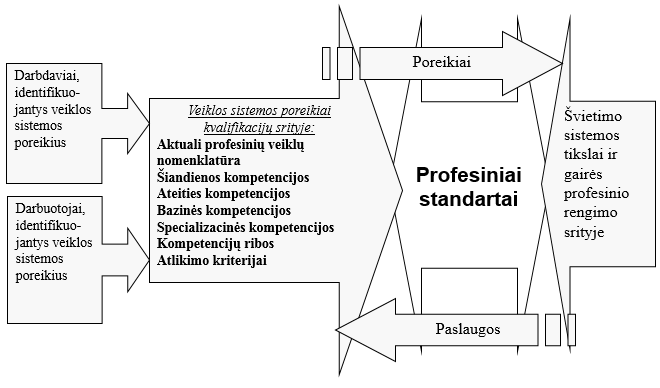 Darbdaviai,
identifikuo-
jantys veiklos
sistemos
poreikius
Darbuotojai,
identifikuo-
jantys veiklos
sistemos
poreikius
Veiklos sistemos poreikiai
kvalifikacijų srityje:
Aktuali profesinių veiklų
nomenklatūra
Šiandienos kompetencijos
Ateities kompetencijos
Bazinės kompetencijos
Specializacinės kompetencijos
Kompetencijų ribos
Atlikimo kriterijai
Poreikiai
Profesiniai
standartai
Paslaugos
Švietimo
sistemos
tikslai ir
gairės
profesinio
rengimo
srityje